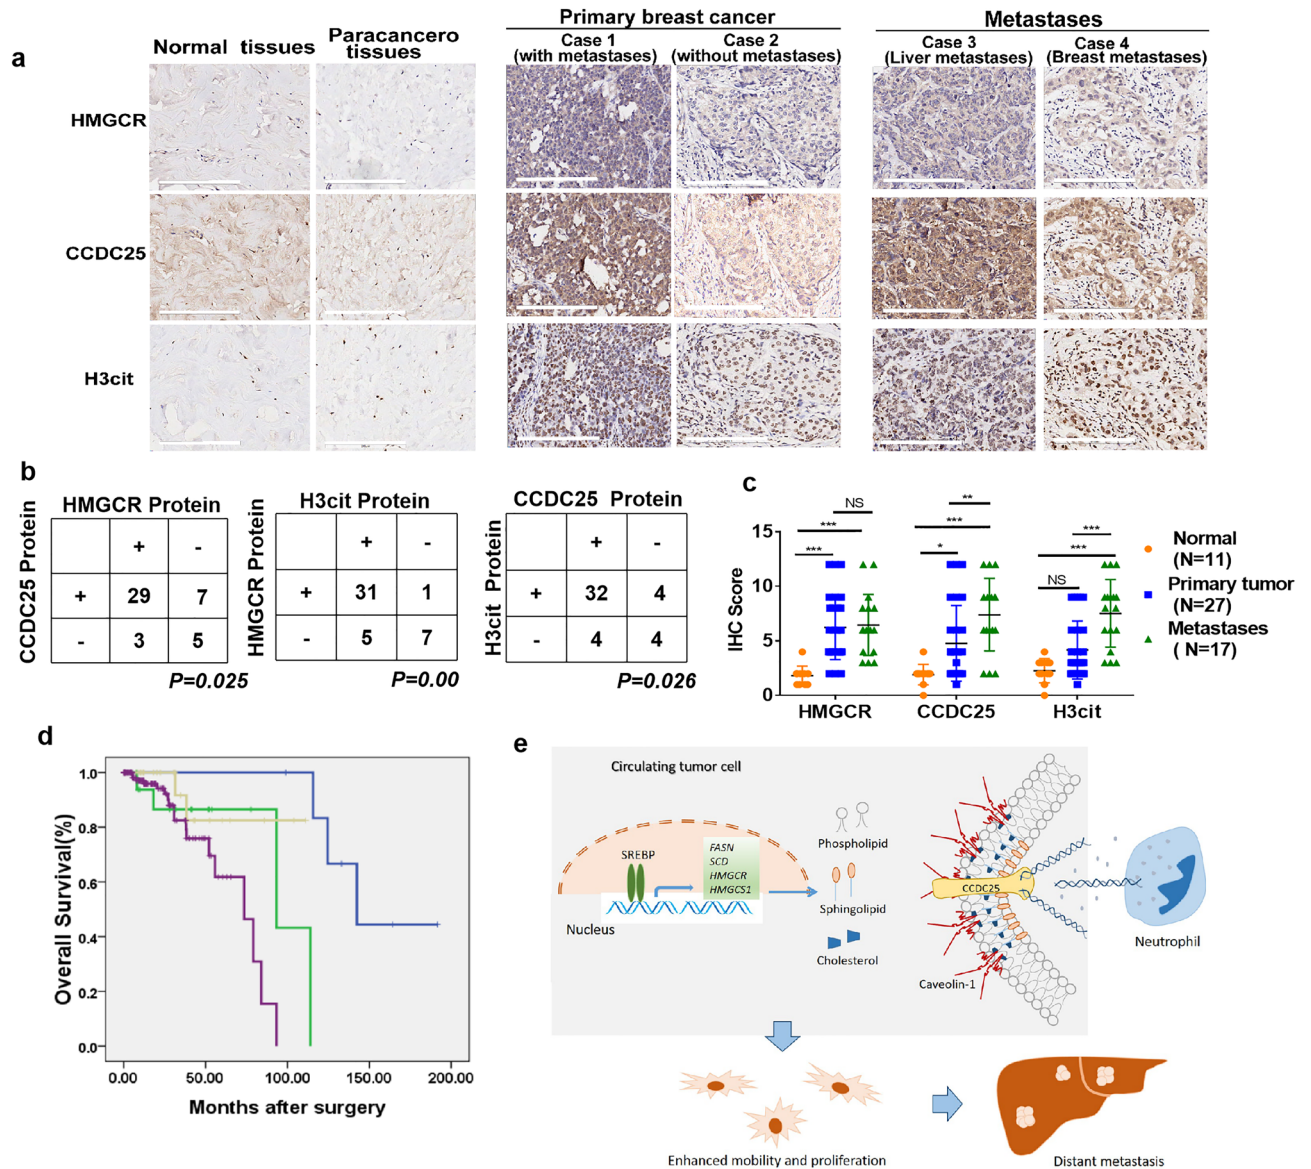 a
Normal tissues
Paracancero
tissues
Primary breast cancer
Case 1
(with metastases)
Case 2
(without metastases)
Metastases
Case 3
(Liver metastases)
Case 4
(Breast metastases)
HMGCR
CCDC25
H3cit
b
HMGCR Protein
CCDC25 Protein
+ -
+ 29 7
- 3 5
P=0.025
H3cit Protein
HMGCR Protein
+ -
+ 31 1
- 5 7
P=0.00
CCDC25 Protein
H3cit Protein
+ -
+ 32 4
- 4 4
P=0.026
c
IHC Score
15
10
5
0
*** *** NS
* *** **
NS *** ***
HMGCR CCDC25 H3cit
Normal
(N=11)
Primary tumor
(N=27)
Metastases
( N=17)
d
Overall Survival(%)
1.0
0.8
0.6
0.4
0.2
0.0
0.00 50.00 100.00 150.00 200.00
Months after surgery
e
Circulating tumor cell
SREBP
FASN
SCD
HMGCR
HMGCS1
Nucleus
Phospholipid
Sphingolipid
Cholesterol
CCDC25
Caveolin-1
Neutrophil
Enhanced mobility and proliferation
Distant metastasis